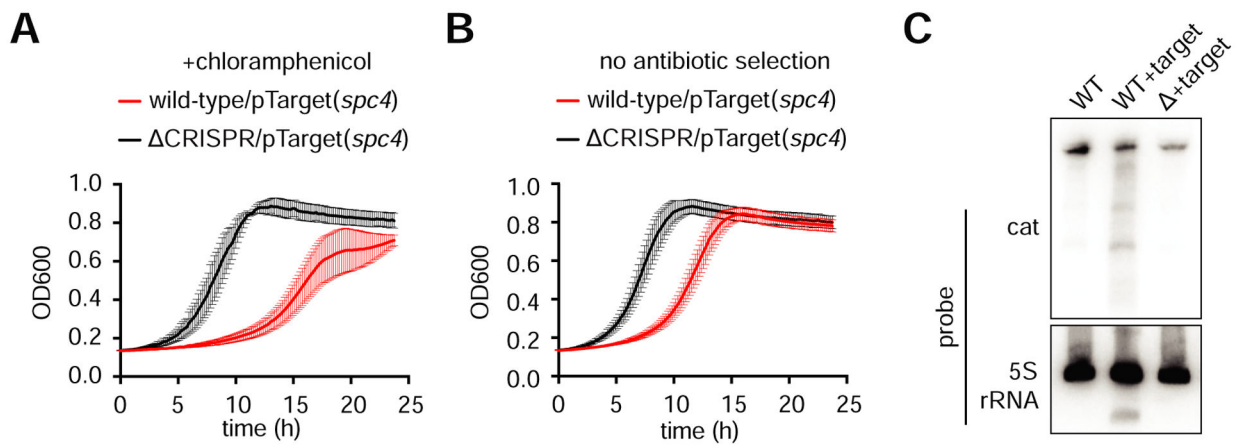 A
+chloramphenicol
wild-type/pTarget(spc4)
ΔCRISPR/pTarget(spc4)
OD600
1.0
0.8
0.6
0.4
0.2
0.0
0 5 10 15 20 25
time (h)
B
no antibiotic selection
wild-type/pTarget(spc4)
ΔCRISPR/pTarget(spc4)
OD600
1.0
0.8
0.6
0.4
0.2
0.0
0 5 10 15 20 25
time (h)
C
WT
WT+target
Δ+target
probe
cat
5S
rRNA